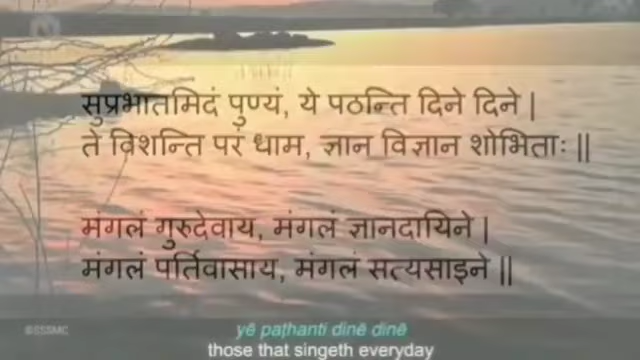 सुप्रभातमिदं पुण्यं, ये पठन्ति दिने दिने |
ते विशन्ति परं धाम, ज्ञान विज्ञान शोभिताः ||
मंगलं गुरुदेवाय, मंगलं ज्ञानदायिने |
मंगलं पर्तिवासाय, मंगलं सत्यसाइने ||
©SSSMC
yē paṭhanti dinē dinē
those that singeth everyday